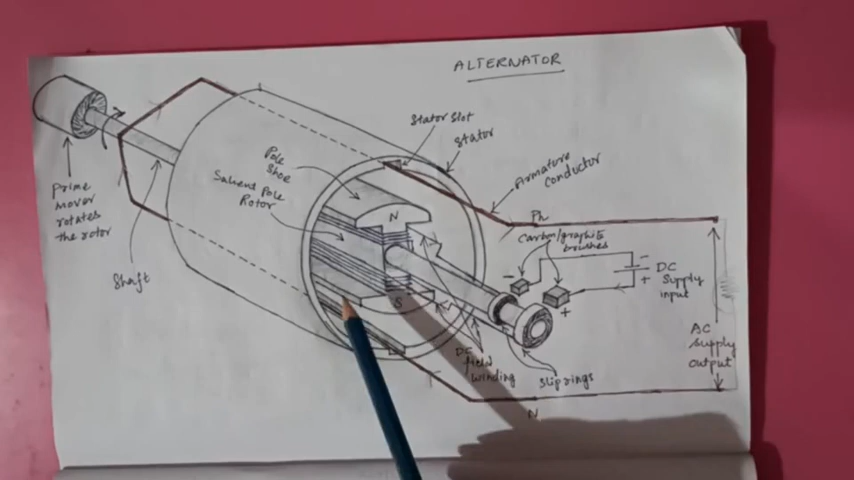 ALTERNATOR
Stator Slot
Stator
Armature
conductor
Pole
Shoe
Salient Pole
Rotor
Prime
mover
rotates
the rotor
Shaft
N
S
Ph
Carbon/graphite
brushes
-
+
-
+
DC
Supply
input
AC
Supply
output
DC
field
winding
Slip rings
N